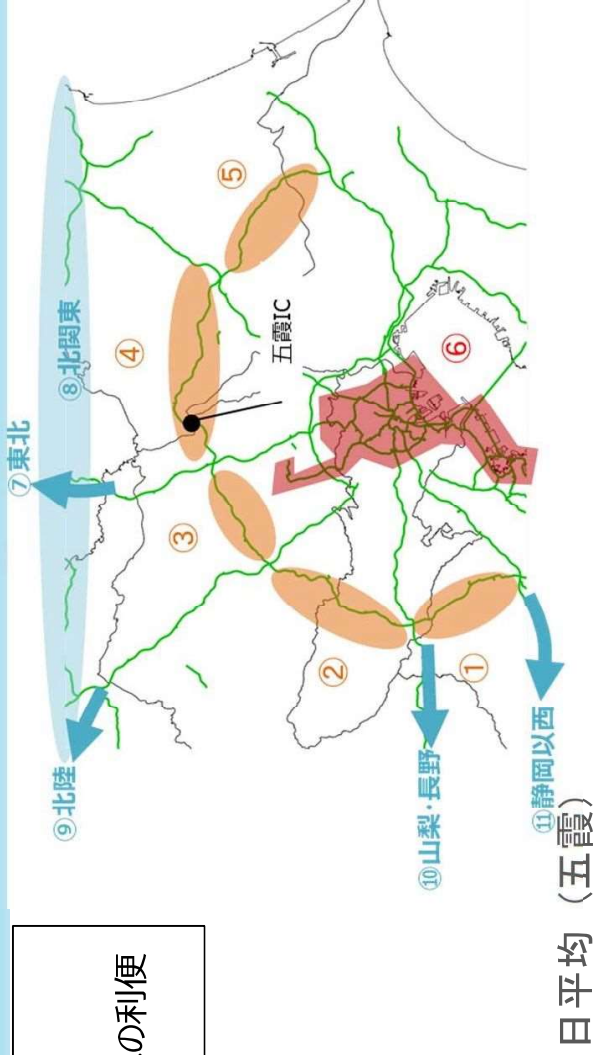 ⑦東北
⑧北関東
④
⑤
五霞IC
③
⑥
②
①
⑨北陸
⑩山梨・長野
⑪静岡以西
の利便
日平均（五霞）